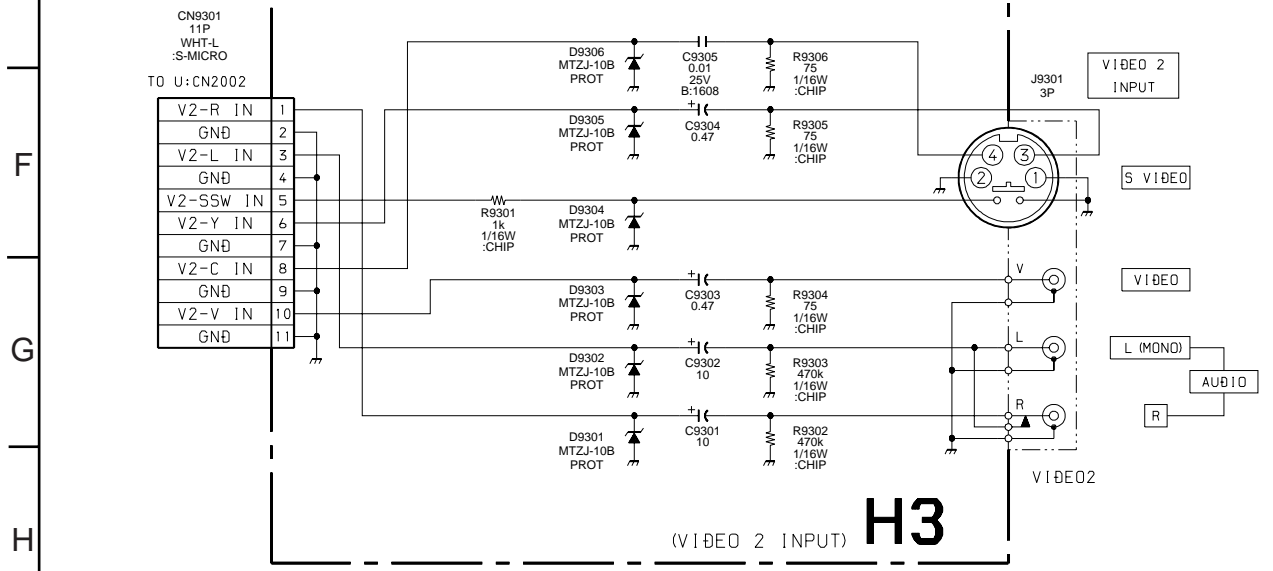 CN9301
11P
WHT-L
:S-MICRO
TO U:CN2002
V2-R IN 1
GND 2
V2-L IN 3
GND 4
V2-SSW IN 5
V2-Y IN 6
GND 7
V2-C IN 8
GND 9
V2-V IN 10
GND 11
D9306
MTZJ-10B
PROT
C9305
0.01
25V
B:1608
R9306
75
1/16W
:CHIP
D9305
MTZJ-10B
PROT
+
C9304
0.47
R9305
75
1/16W
:CHIP
R9301
1k
1/16W
:CHIP
D9304
MTZJ-10B
PROT
D9303
MTZJ-10B
PROT
+
C9303
0.47
R9304
75
1/16W
:CHIP
D9302
MTZJ-10B
PROT
+
C9302
10
R9303
470k
1/16W
:CHIP
D9301
MTZJ-10B
PROT
+
C9301
10
R9302
470k
1/16W
:CHIP
J9301
3P
4 3
2 1
V
L
R
VIDEO2
VIDEO 2
INPUT
S VIDEO
VIDEO
L (MONO)
AUDIO
R
F
G
H
(VIDEO 2 INPUT) H3